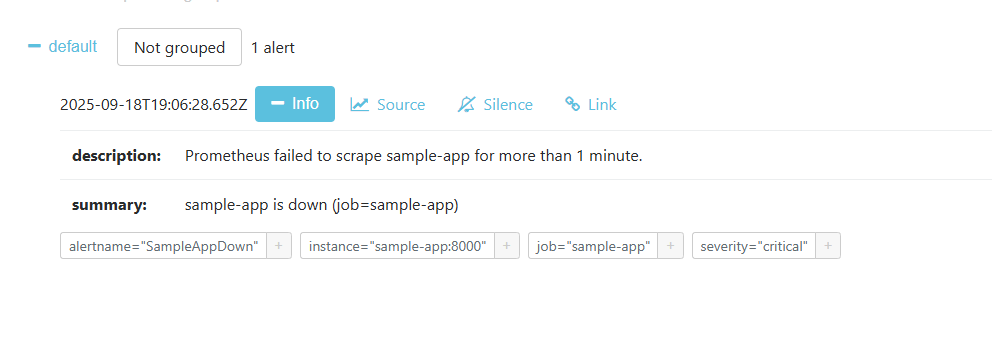 default Not grouped 1 alert
2025-09-18T19:06:28.652Z Info Source Silence Link
description: Prometheus failed to scrape sample-app for more than 1 minute.
summary: sample-app is down (job=sample-app)
alertname="SampleAppDown" + instance="sample-app:8000" + job="sample-app" + severity="critical" +